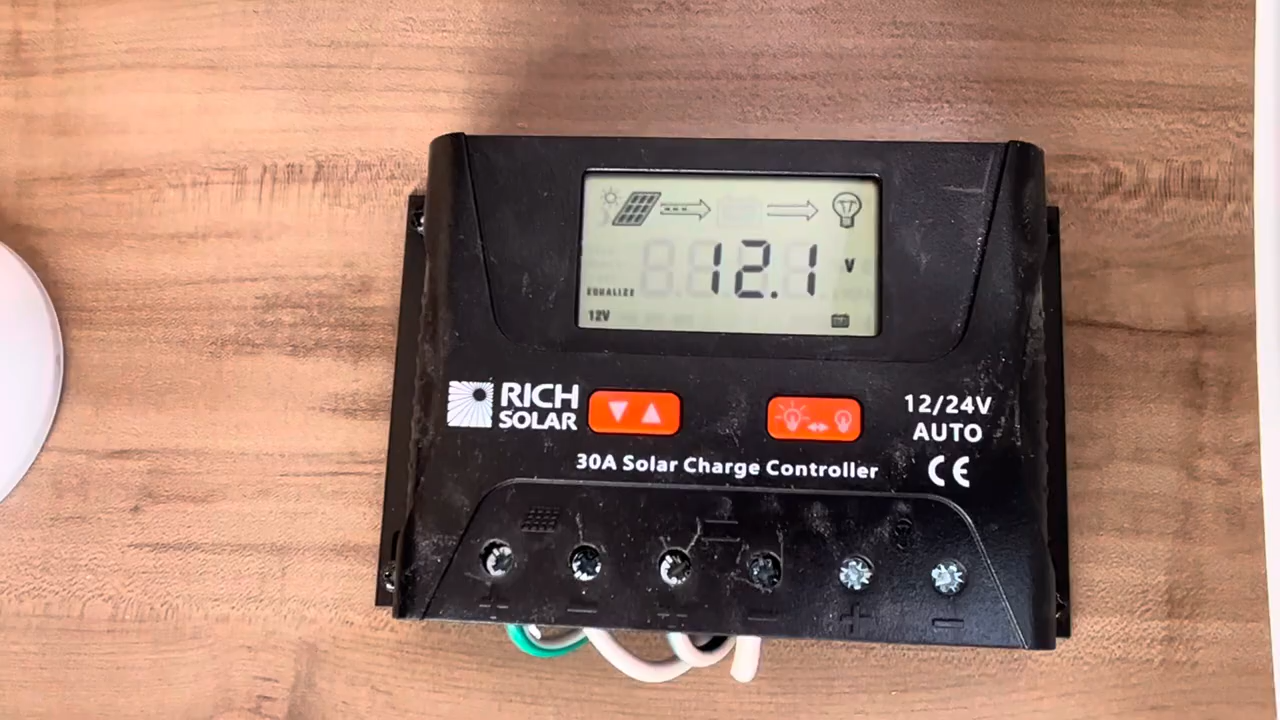 12.1 V
EQUALIZE
12V
RICH
SOLAR
12/24V
AUTO
30A Solar Charge Controller
CE
+ - + - + -